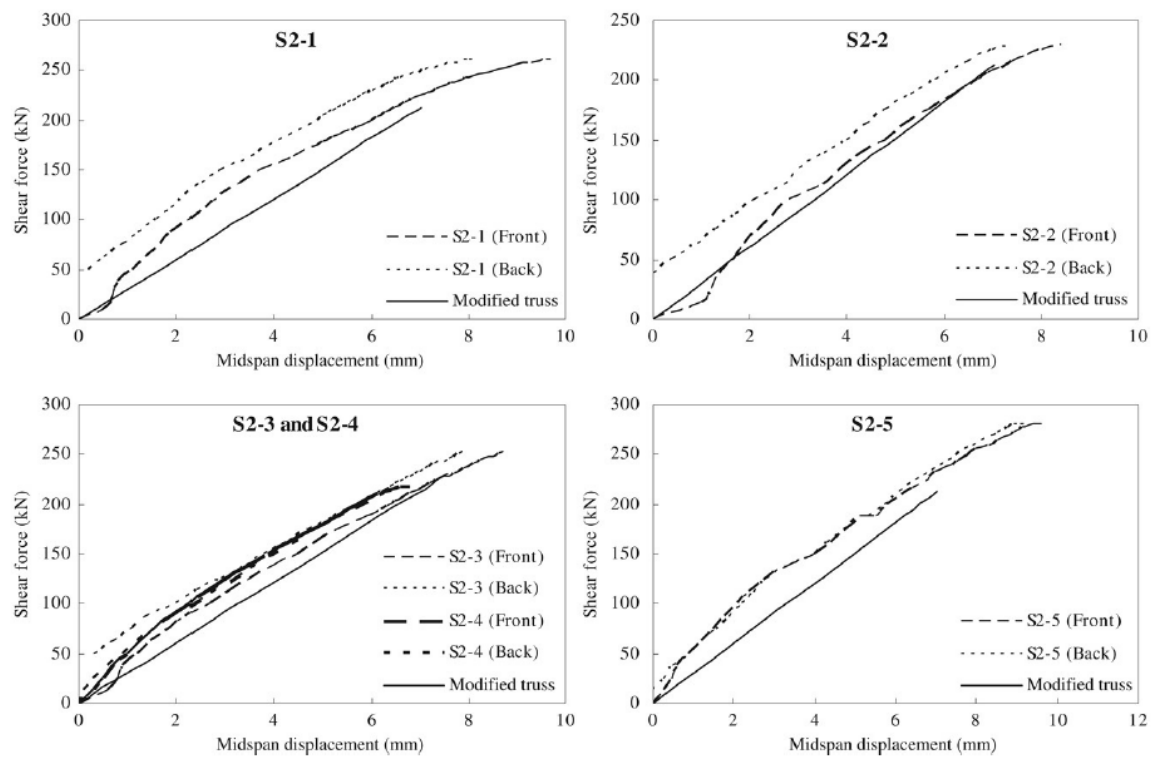 S2-1
Shear force (kN)
300
250
200
150
100
50
0
S2-1 (Front)
S2-1 (Back)
Modified truss
0 2 4 6 8 10
Midspan displacement (mm)
S2-2
Shear force (kN)
250
200
150
100
50
0
S2-2 (Front)
S2-2 (Back)
Modified truss
0 2 4 6 8 10
Midspan displacement (mm)
S2-3 and S2-4
Shear force (kN)
300
250
200
150
100
50
0
S2-3 (Front)
S2-3 (Back)
S2-4 (Front)
S2-4 (Back)
Modified truss
0 2 4 6 8 10
Midspan displacement (mm)
S2-5
Shear force (kN)
300
250
200
150
100
50
0
S2-5 (Front)
S2-5 (Back)
Modified truss
0 2 4 6 8 10 12
Midspan displacement (mm)